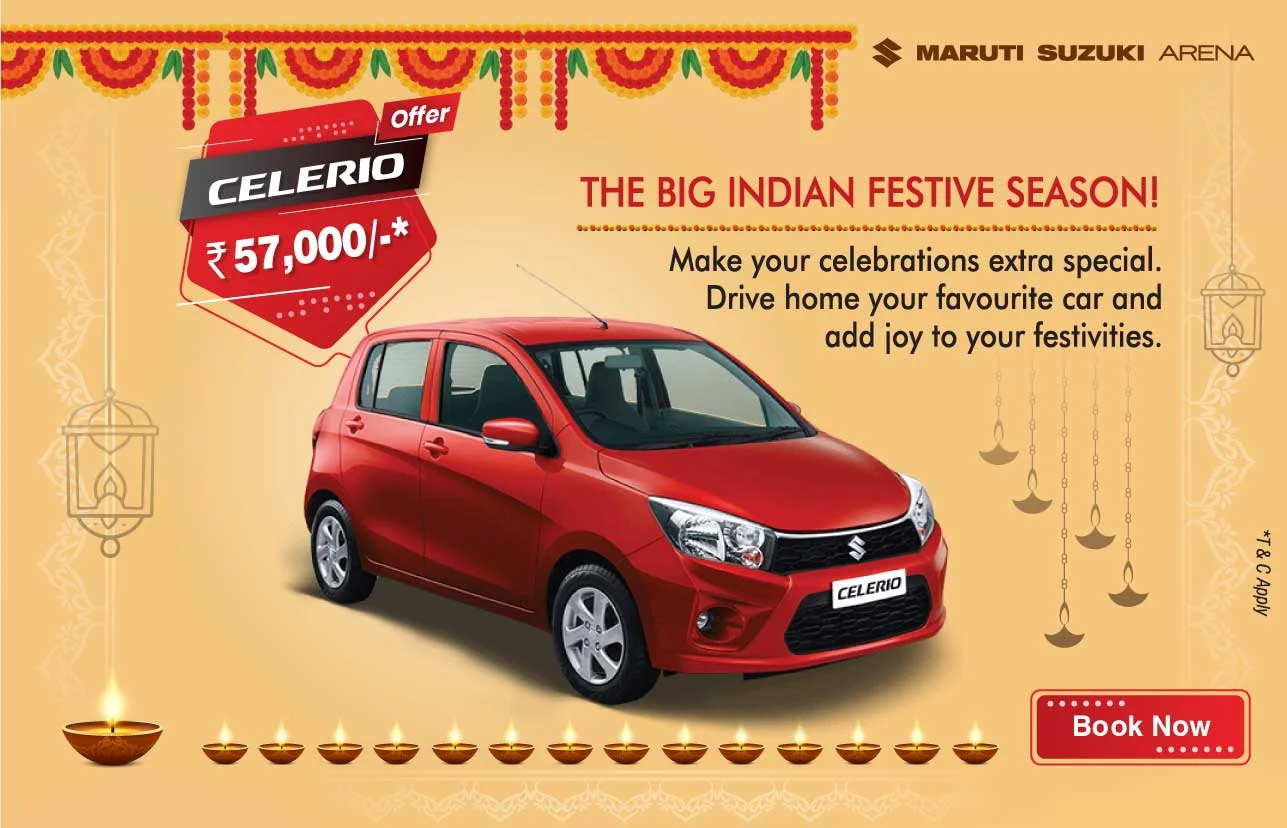 MARUTI SUZUKI ARENA
Offer
CELERIO
₹ 57,000/-*
THE BIG INDIAN FESTIVE SEASON!
Make your celebrations extra special.
Drive home your favourite car and
add joy to your festivities.
CELERIO
*T & C Apply
Book Now